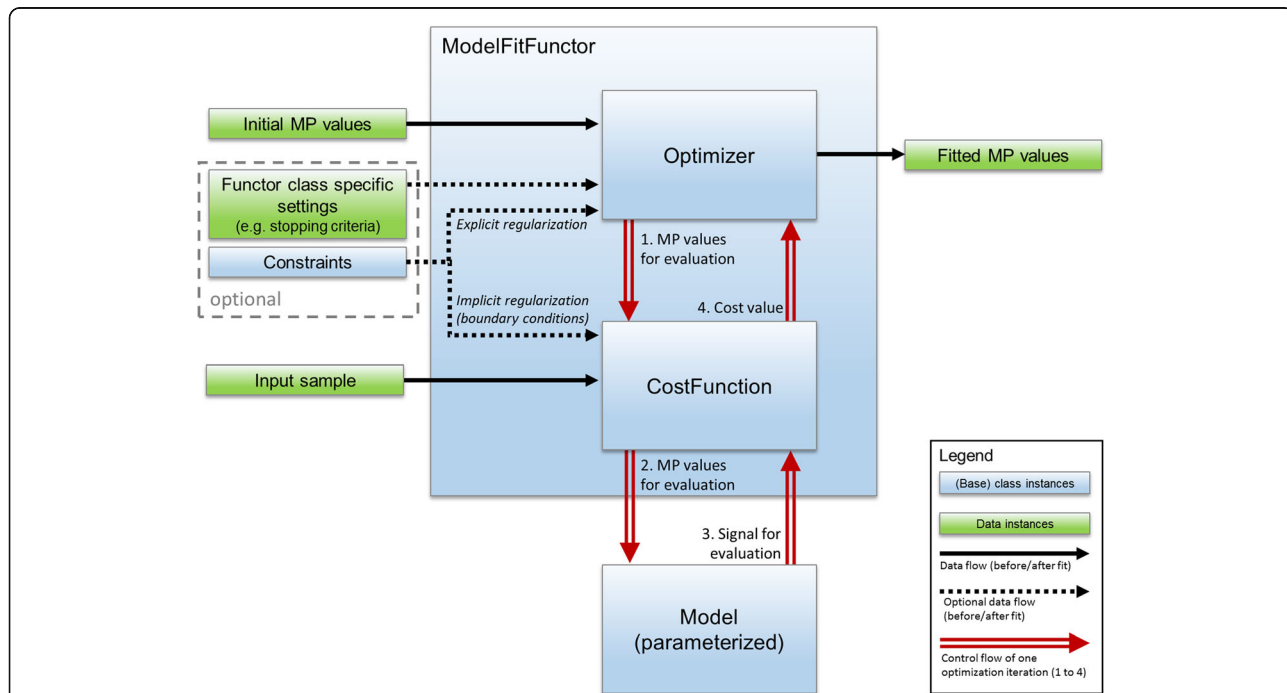 ModelFitFunctor
Initial MP values
Optimizer
Fitted MP values
Functor class specific
settings
(e.g. stopping criteria)
Explicit regularization
Constraints
optional
1. MP values
for evaluation
Implicit regularization
(boundary conditions)
4. Cost value
Input sample
CostFunction
2. MP values
for evaluation
3. Signal for
evaluation
Model
(parameterized)
Legend
(Base) class instances
Data instances
Data flow (before/after fit)
Optional data flow
(before/after fit)
Control flow of one
optimization iteration (1 to 4)